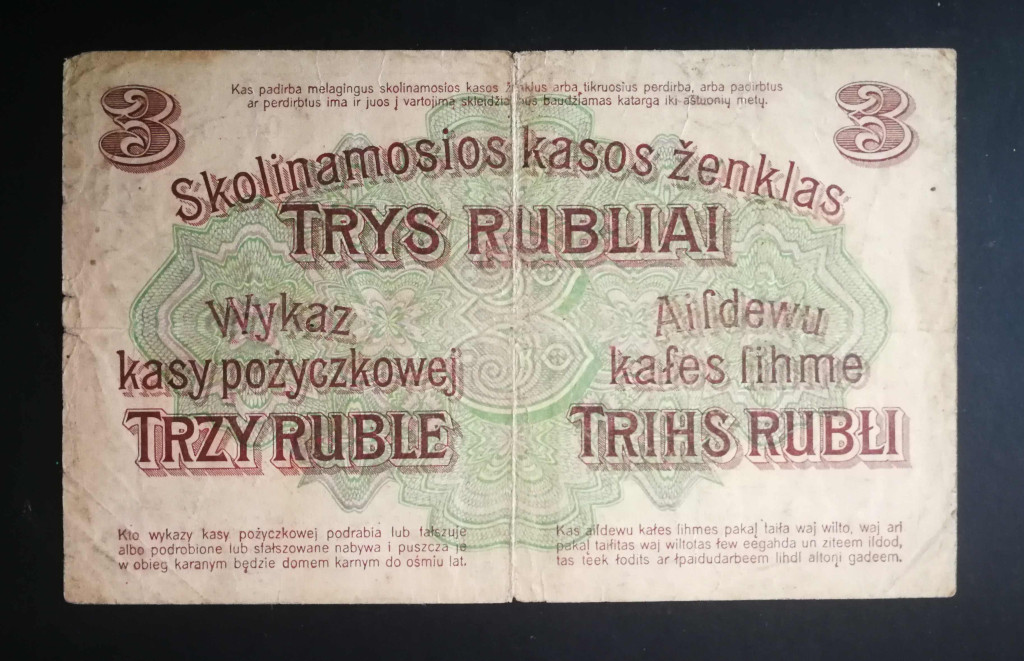 3
3
Kas padirba melagingus skolinamosios kasos ženklus arba tikruosius perdirba, arba padirbtus
ar perdirbtus ima ir juos į vartojimą skleidžia bus baudžiamas katarga iki aštuonių metų.
Skolinamosios kasos ženklas
TRYS RUBLIAI
Wykaz
kasy pożyczkowej
TRZY RUBLE
Aiſdewu
kaſes ſihme
TRIHS RUBŁI
Kto wykazy kasy pożyczkowej podrabia lub fałszuje
albo podrobione lub sfałszowane nabywa i puszcza je
w obieg karanym będzie domem karnym do ośmiu lat.
Kas aiſdewu kaſes ſihmes pakaļ taiſa waj wilto, waj arī
pakaļ taiſitas waj wiltotas ſew eegahda un ziteem iſdod,
tas teek ſodits ar ſpaidudarbeem lihdſ aſtoņi gadeem.